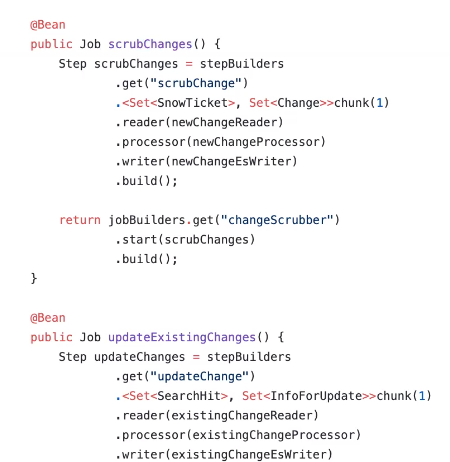 @Bean
public Job scrubChanges() {
    Step scrubChanges = stepBuilders
            .get("scrubChange")
            .<Set<SnowTicket>, Set<Change>>chunk(1)
            .reader(newChangeReader)
            .processor(newChangeProcessor)
            .writer(newChangeEsWriter)
            .build();

    return jobBuilders.get("changeScrubber")
            .start(scrubChanges)
            .build();
}

@Bean
public Job updateExistingChanges() {
    Step updateChanges = stepBuilders
            .get("updateChange")
            .<Set<SearchHit>, Set<InfoForUpdate>>chunk(1)
            .reader(existingChangeReader)
            .processor(existingChangeProcessor)
            .writer(existingChangeEsWriter)